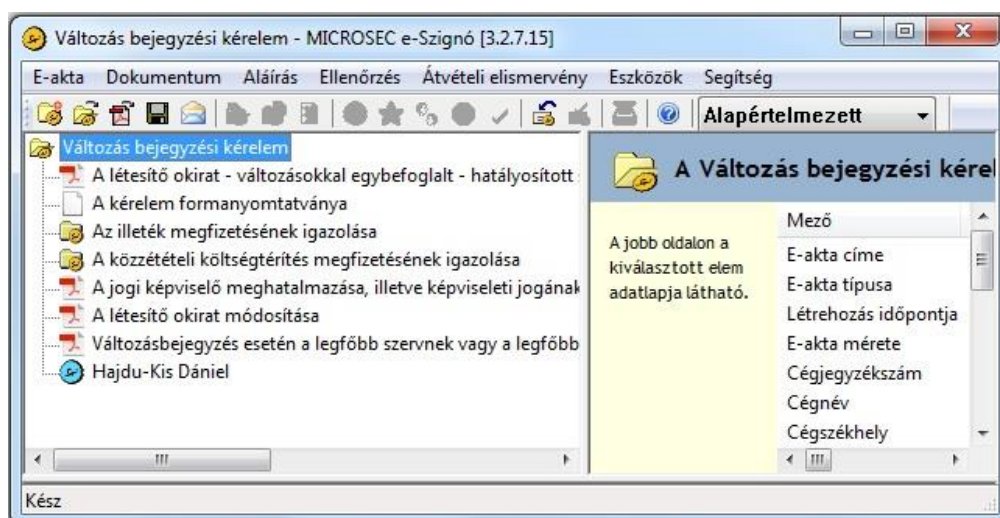 Változás bejegyzési kérelem - MICROSEC e-Szignó [3.2.7.15]
E-akta Dokumentum Aláírás Ellenőrzés Átvételi elismervény Eszközök Segítség
Alapértelmezett
Változás bejegyzési kérelem
A létesítő okirat - változásokkal egybefoglalt - hatályosított
A kérelem formanyomtatványa
Az illeték megfizetésének igazolása
A közzétételi költségtérítés megfizetésének igazolása
A jogi képviselő meghatalmazása, illetve képviseleti jogának
A létesítő okirat módosítása
Változásbejegyzés esetén a legfőbb szervnek vagy a legfőbb
Hajdu-Kis Dániel
A Változás bejegyzési kérel
A jobb oldalon a
kiválasztott elem
adatlapja látható.
Mező
E-akta címe
E-akta típusa
Létrehozás időpontja
E-akta mérete
Cégjegyzékszám
Cégnév
Cégszékhely
Kész